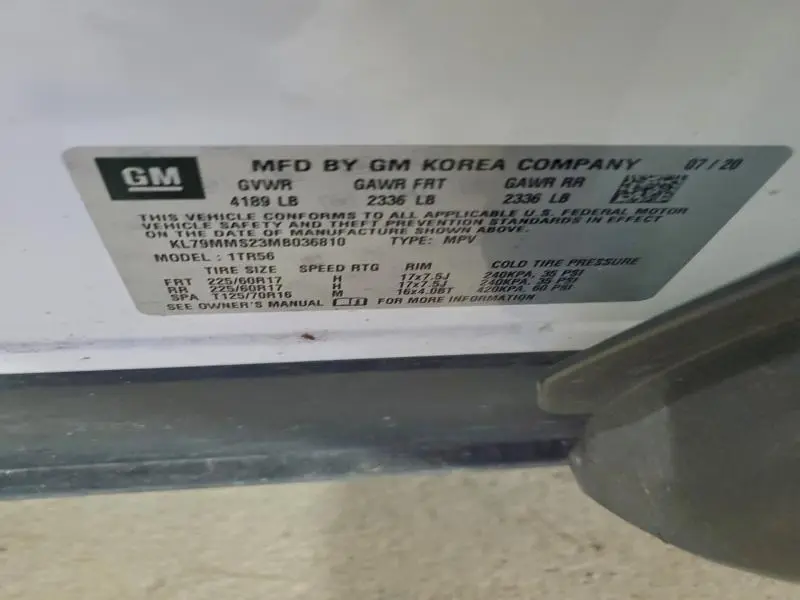 GM MFD BY GM KOREA COMPANY 07/20
GVWR GAWR FRT GAWR RR
4189 LB 2336 LB 2336 LB
THIS VEHICLE CONFORMS TO ALL APPLICABLE U.S. FEDERAL MOTOR
VEHICLE SAFETY AND THEFT PREVENTION STANDARDS IN EFFECT
ON THE DATE OF MANUFACTURE SHOWN ABOVE.
KL79MMS23MB036810 TYPE: MPV
MODEL : 1TR56
TIRE SIZE SPEED RTG RIM COLD TIRE PRESSURE
FRT 225/60R17 H 17x7.5J 240KPA, 35 PSI
RR 225/60R17 H 17x7.5J 240KPA, 35 PSI
SPA T125/70R16 M 16x4.0BT 420KPA, 60 PSI
SEE OWNER'S MANUAL FOR MORE INFORMATION